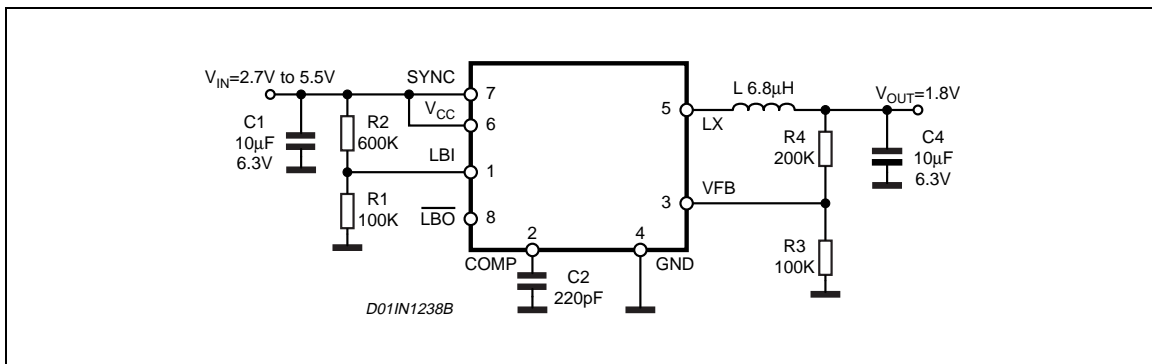 V_IN=2.7V to 5.5V
SYNC
7
V_CC
6
C1
10μF
6.3V
R2
600K
LBI
1
R1
100K
LBO
8
2
COMP
C2
220pF
4
GND
D01IN1238B
5
LX
L 6.8μH
V_OUT=1.8V
R4
200K
C4
10μF
6.3V
VFB
3
R3
100K